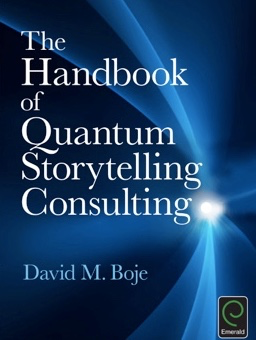 The
Handbook
of
Quantum
Storytelling
Consulting
David M. Boje
Emerald